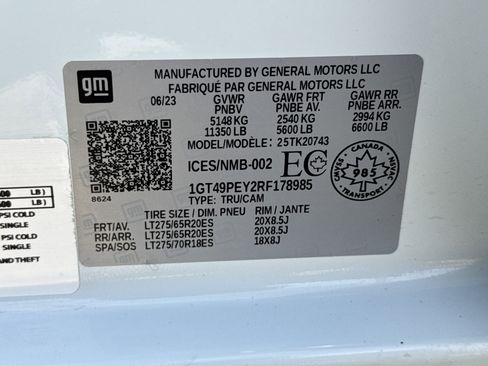 gm
MANUFACTURED BY GENERAL MOTORS LLC
FABRIQUÉ PAR GENERAL MOTORS LLC
06/23 GVWR GAWR FRT GAWR RR
PNBV PNBE AV. PNBE ARR.
5148 KG 2540 KG 2994 KG
11350 LB 5600 LB 6600 LB
MODEL/MODÈLE: 25TK20743
ICES/NMB-002 EC
CANADA
985
1GT49PEY2RF178985
8624
TYPE: TRU/CAM
TIRE SIZE / DIM. PNEU RIM / JANTE
FRT/AV. LT275/65R20ES 20X8.5J
RR/ARR. LT275/65R20ES 20X8.5J
SPA/SOS LT275/70R18ES 18X8J
LB )
LB )
PSI COLD
SINGLE
PSI COLD
SINGLE
AND THEFT